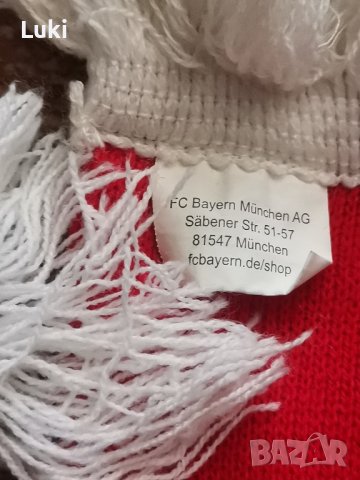 Luki
FC Bayern München AG
Säbener Str. 51-57
81547 München
fcbayern.de/shop
BAZAR